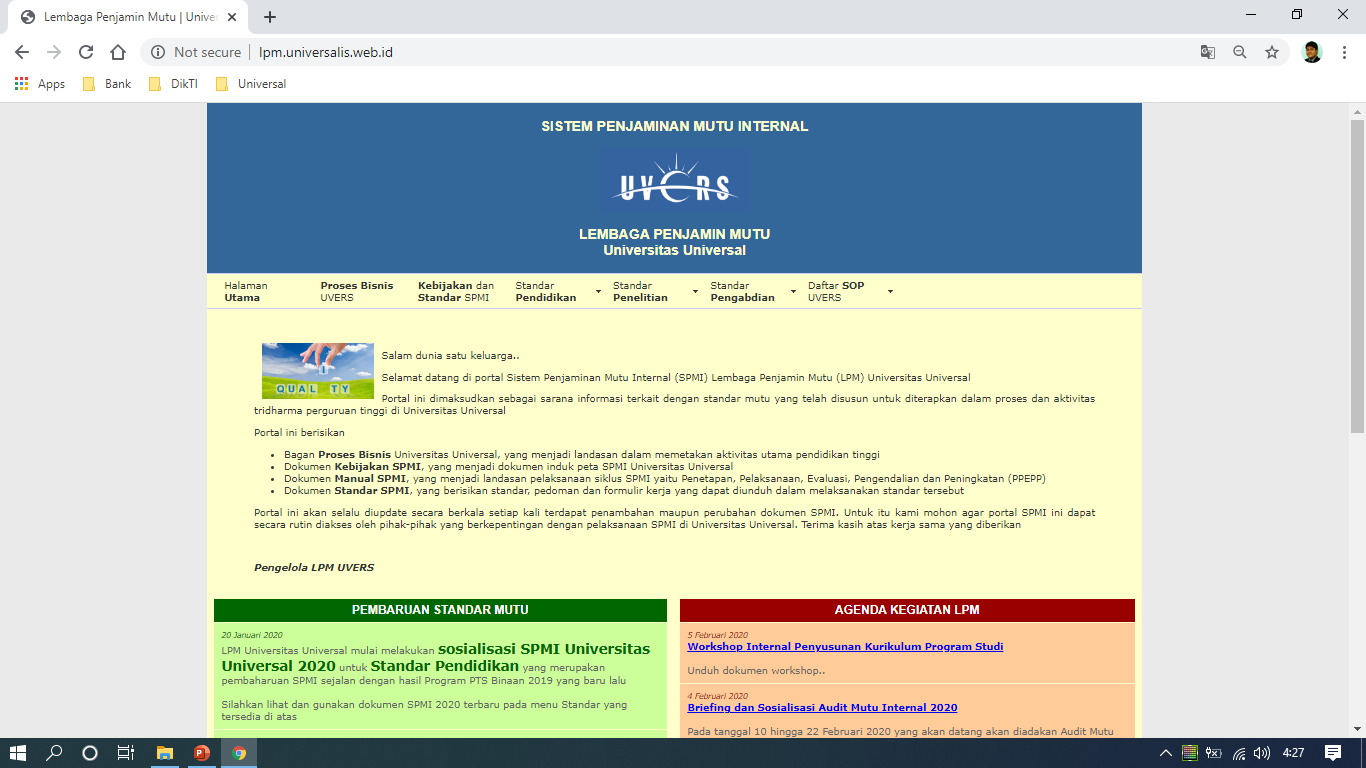 Lembaga Penjamin Mutu | Univer
Not secure
lpm.universalis.web.id
Apps
Bank
DikTI
Universal
SISTEM PENJAMINAN MUTU INTERNAL
UVERS
LEMBAGA PENJAMIN MUTU
Universitas Universal
Halaman
Utama
Proses Bisnis
UVERS
Kebijakan dan
Standar SPMI
Standar
Pendidikan
Standar
Penelitian
Standar
Pengabdian
Daftar SOP
UVERS
I
QUAL TY
Salam dunia satu keluarga..
Selamat datang di portal Sistem Penjaminan Mutu Internal (SPMI) Lembaga Penjamin Mutu (LPM) Universitas Universal
Portal ini dimaksudkan sebagai sarana informasi terkait dengan standar mutu yang telah disusun untuk diterapkan dalam proses dan aktivitas
tridharma perguruan tinggi di Universitas Universal
Portal ini berisikan
• Bagan Proses Bisnis Universitas Universal, yang menjadi landasan dalam memetakan aktivitas utama pendidikan tinggi
• Dokumen Kebijakan SPMI, yang menjadi dokumen induk peta SPMI Universitas Universal
• Dokumen Manual SPMI, yang menjadi landasan pelaksanaan siklus SPMI yaitu Penetapan, Pelaksanaan, Evaluasi, Pengendalian dan Peningkatan (PPEPP)
• Dokumen Standar SPMI, yang berisikan standar, pedoman dan formulir kerja yang dapat diunduh dalam melaksanakan standar tersebut
Portal ini akan selalu diupdate secara berkala setiap kali terdapat penambahan maupun perubahan dokumen SPMI. Untuk itu kami mohon agar portal SPMI ini dapat
secara rutin diakses oleh pihak-pihak yang berkepentingan dengan pelaksanaan SPMI di Universitas Universal. Terima kasih atas kerja sama yang diberikan
Pengelola LPM UVERS
PEMBARUAN STANDAR MUTU
20 Januari 2020
LPM Universitas Universal mulai melakukan sosialisasi SPMI Universitas
Universal 2020 untuk Standar Pendidikan yang merupakan
pembaharuan SPMI sejalan dengan hasil Program PTS Binaan 2019 yang baru lalu
Silahkan lihat dan gunakan dokumen SPMI 2020 terbaru pada menu Standar yang
tersedia di atas
AGENDA KEGIATAN LPM
5 Februari 2020
Workshop Internal Penyusunan Kurikulum Program Studi
Unduh dokumen workshop..
4 Februari 2020
Briefing dan Sosialisasi Audit Mutu Internal 2020
Pada tanggal 10 hingga 22 Februari 2020 yang akan datang akan diadakan Audit Mutu
4:27